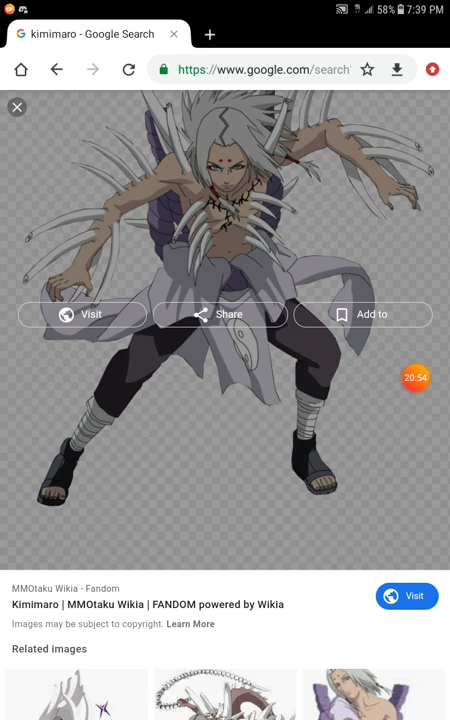 58% 7:39 PM
kimimaro - Google Search
https://www.google.com/search
Visit
Share
Add to
20:54
MMOtaku Wikia - Fandom
Kimimaro | MMOtaku Wikia | FANDOM powered by Wikia
Visit
Images may be subject to copyright. Learn More
Related images